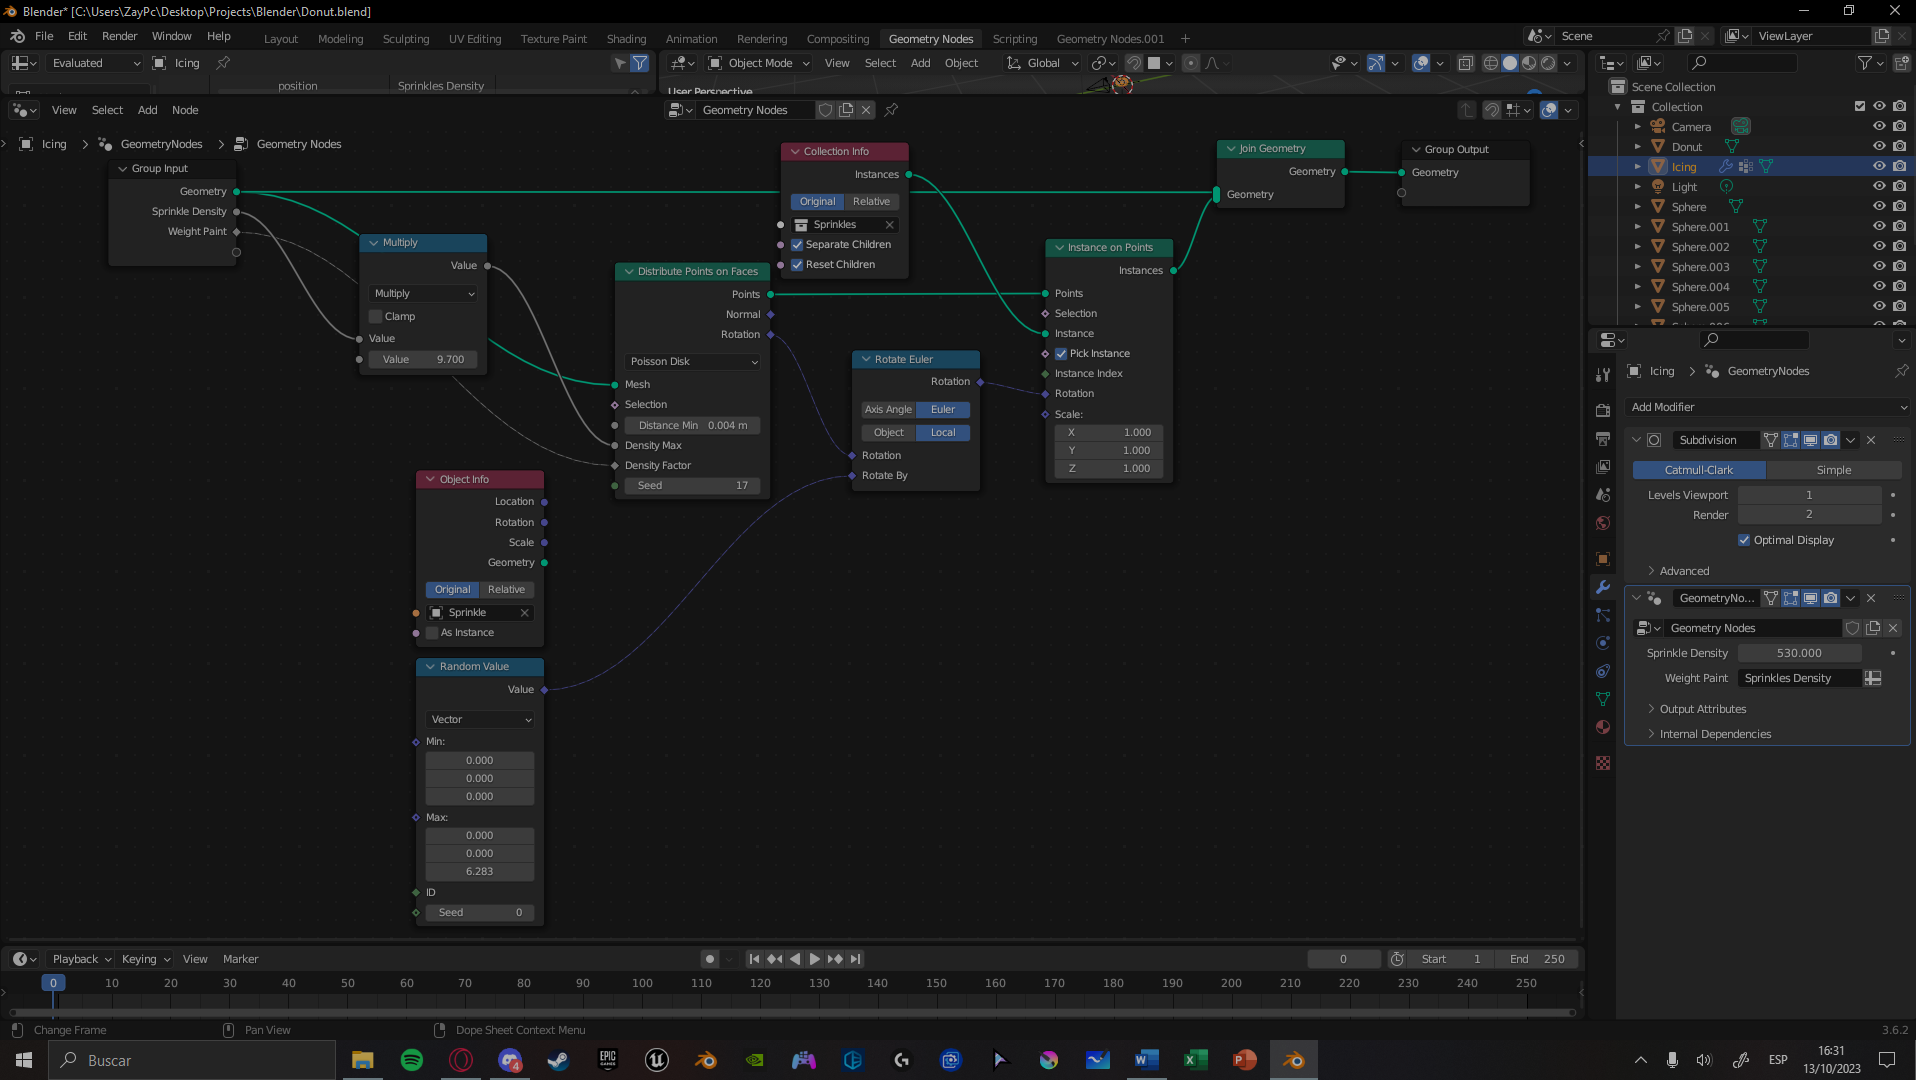 Blender* [C:\Users\ZayPc\Desktop\Projects\Blender\Donut.blend]
File Edit Render Window Help Layout Modeling Sculpting UV Editing Texture Paint Shading Animation Rendering Compositing Geometry Nodes Scripting Geometry Nodes.001 + Scene ViewLayer
Evaluated Icing Object Mode View Select Add Object Global
position Sprinkles Density
User Perspective
View Select Add Node Geometry Nodes
Icing > GeometryNodes > Geometry Nodes
Group Input
Geometry
Sprinkle Density
Weight Paint
Multiply
Value
Multiply
Clamp
Value
Value 9.700
Distribute Points on Faces
Points
Normal
Rotation
Poisson Disk
Mesh
Selection
Distance Min 0.004 m
Density Max
Density Factor
Seed 17
Collection Info
Instances
Original Relative
Sprinkles
Separate Children
Reset Children
Rotate Euler
Rotation
Axis Angle Euler
Object Local
Rotation
Rotate By
Instance on Points
Instances
Points
Selection
Instance
Pick Instance
Instance Index
Rotation
Scale:
X 1.000
Y 1.000
Z 1.000
Join Geometry
Geometry
Geometry
Group Output
Geometry
Object Info
Location
Rotation
Scale
Geometry
Original Relative
Sprinkle
As Instance
Random Value
Value
Vector
Min:
0.000
0.000
0.000
Max:
0.000
0.000
6.283
ID
Seed 0
Scene Collection
Collection
Camera
Donut
Icing
Light
Sphere
Sphere.001
Sphere.002
Sphere.003
Sphere.004
Sphere.005
Icing > GeometryNodes
Add Modifier
Subdivision
Catmull-Clark Simple
Levels Viewport 1
Render 2
Optimal Display
Advanced
GeometryNo...
Geometry Nodes
Sprinkle Density 530.000
Weight Paint Sprinkles Density
Output Attributes
Internal Dependencies
Playback Keying View Marker 0 Start 1 End 250
0 10 20 30 40 50 60 70 80 90 100 110 120 130 140 150 160 170 180 190 200 210 220 230 240 250
Change Frame Pan View Dope Sheet Context Menu 3.6.2
Buscar
EPIC GAMES
4
ESP
16:31
13/10/2023